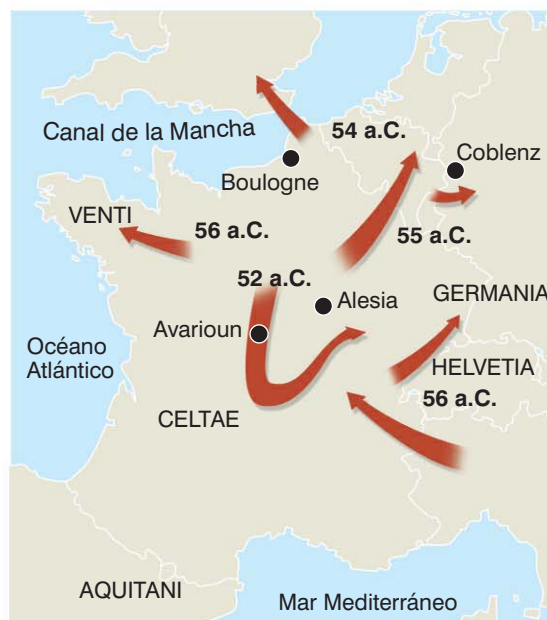 54 a.C.
Canal de la Mancha
Coblenz
Boulogne
VENTI
56 a.C.
55 a.C.
52 a.C.
Alesia
GERMANIA
Avarioun
Océano
Atlántico
HELVETIA
56 a.C.
CELTAE
AQUITANI
Mar Mediterráneo